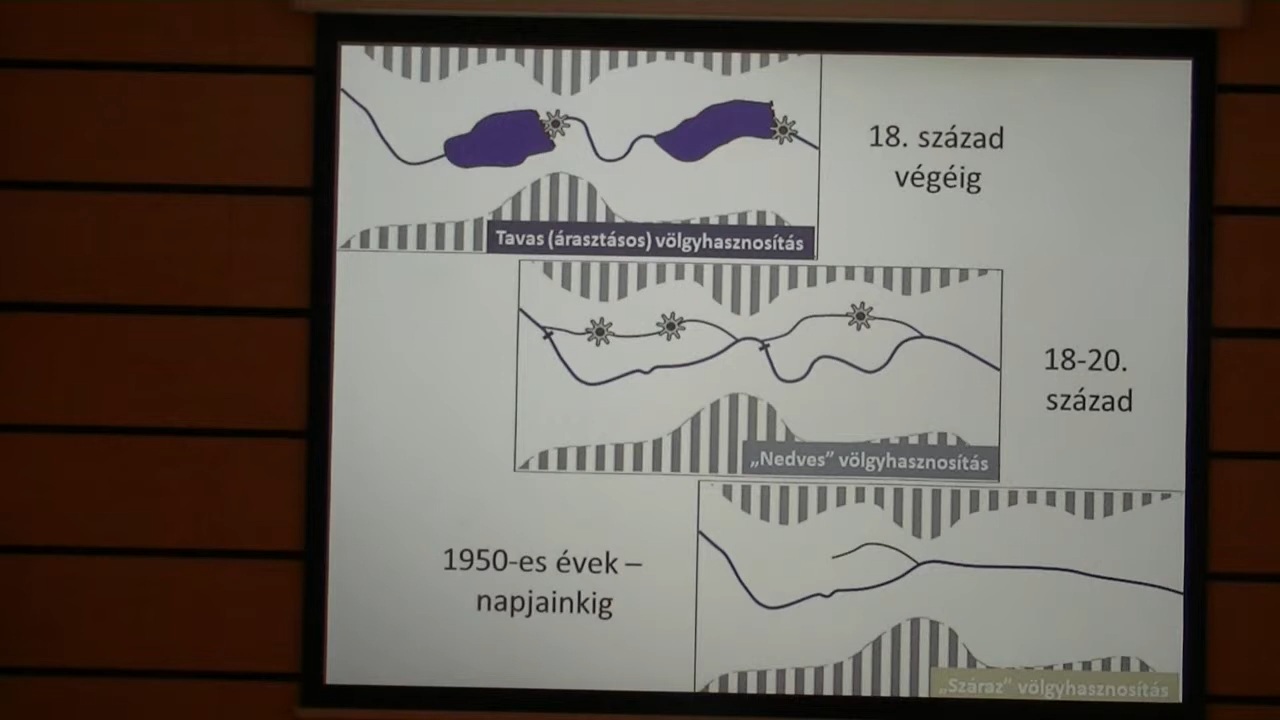 18. század
végéig
Tavas (árasztásos) völgyhasznosítás
18-20.
század
„Nedves” völgyhasznosítás
1950-es évek –
napjainkig
„Száraz” völgyhasznosítás